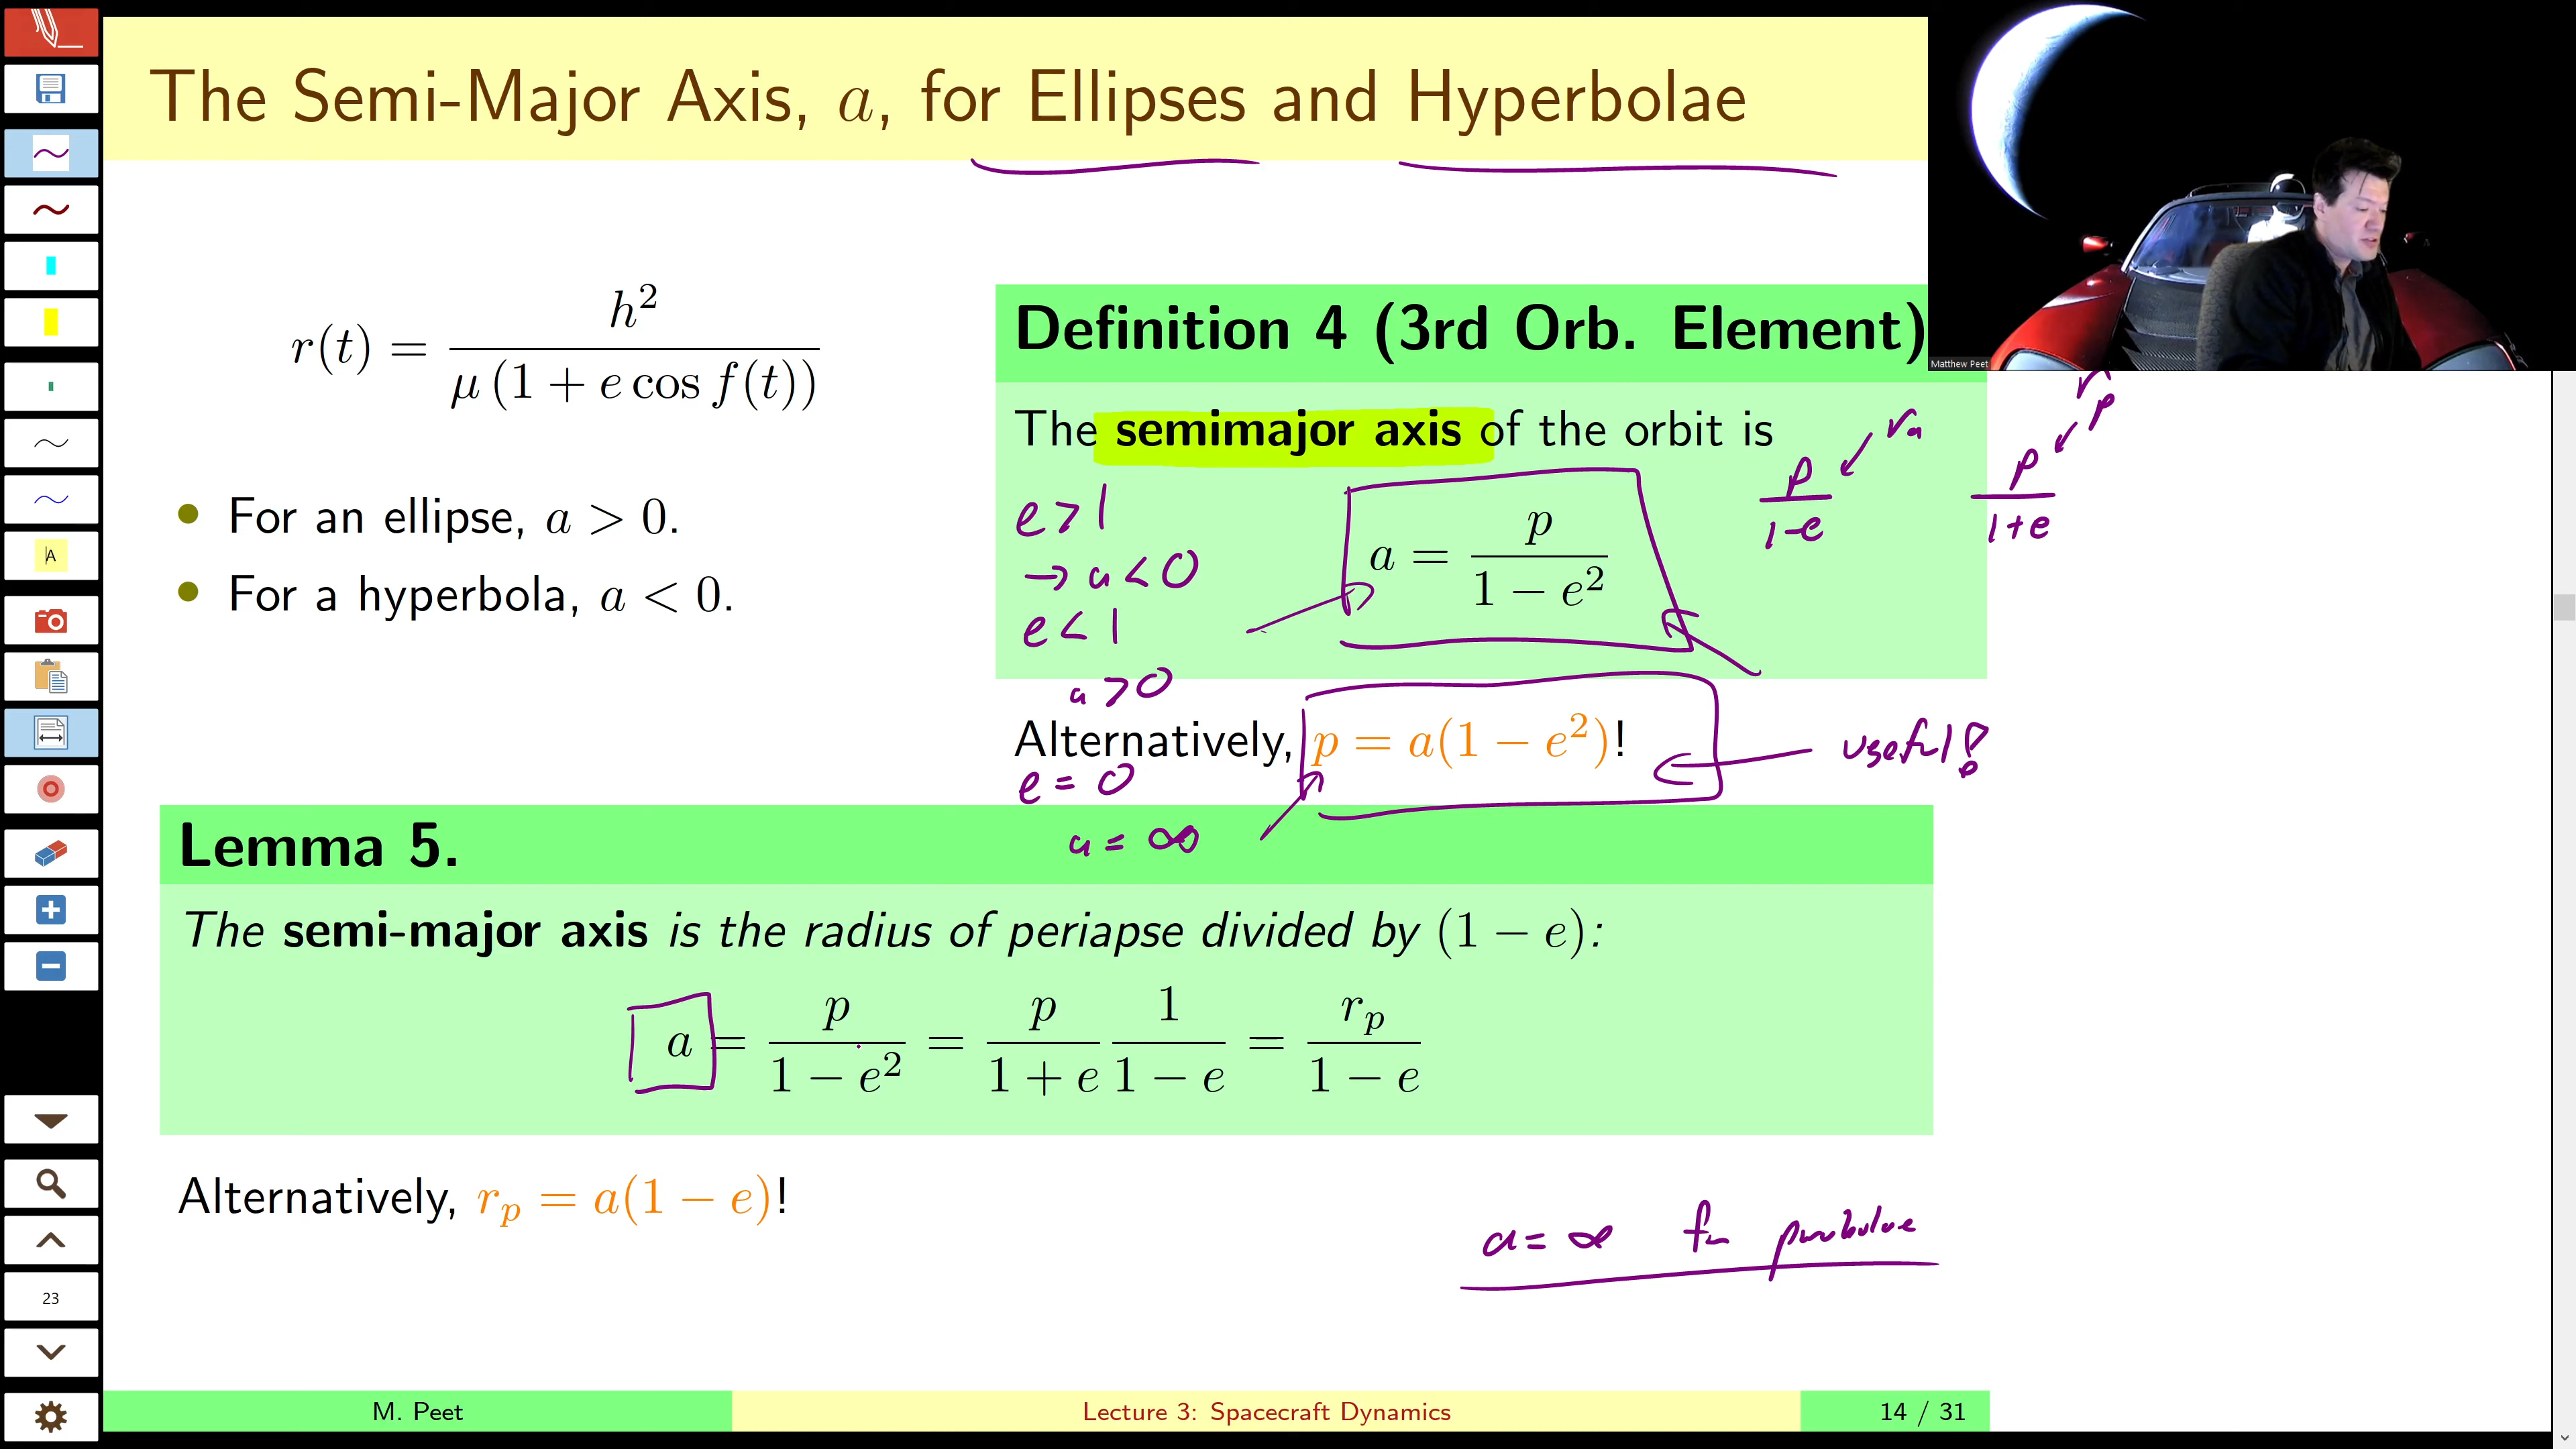 The Semi-Major Axis, a, for Ellipses and Hyperbolae
r(t) = h² / μ (1 + e cos f(t))
• For an ellipse, a > 0.
• For a hyperbola, a < 0.
Definition 4 (3rd Orb. Element)
The semimajor axis of the orbit is
a = p / 1 − e²
e > 1
→ a < 0
e < 1
a > 0
p / 1-e
r_a
p / 1+e
r_p
Alternatively, p = a(1 − e²)!
useful!
e = 0
a = ∞
Lemma 5.
The semi-major axis is the radius of periapse divided by (1 − e):
a = p / 1 − e² = p / 1 + e 1 / 1 − e = r_p / 1 − e
Alternatively, r_p = a(1 − e)!
a = ∞ for parabolae
M. Peet
Lecture 3: Spacecraft Dynamics
14 / 31
Matthew Peet
A
23